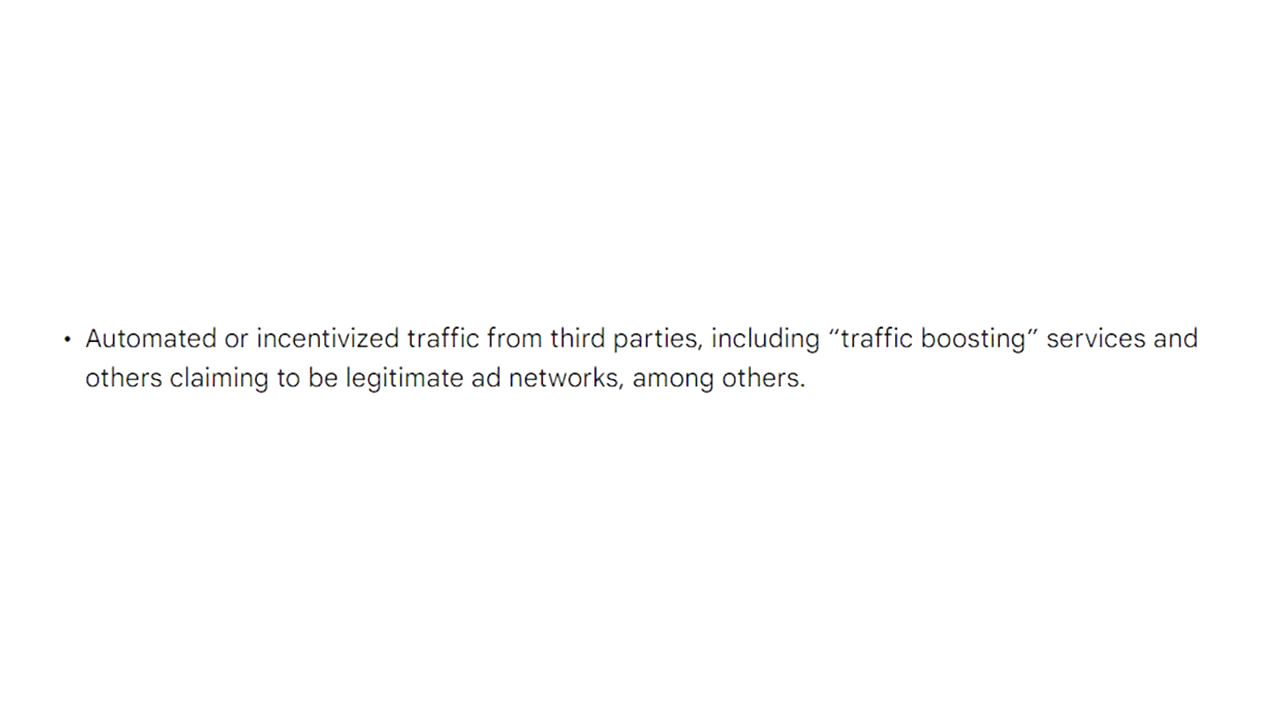 • Automated or incentivized traffic from third parties, including “traffic boosting” services and
others claiming to be legitimate ad networks, among others.